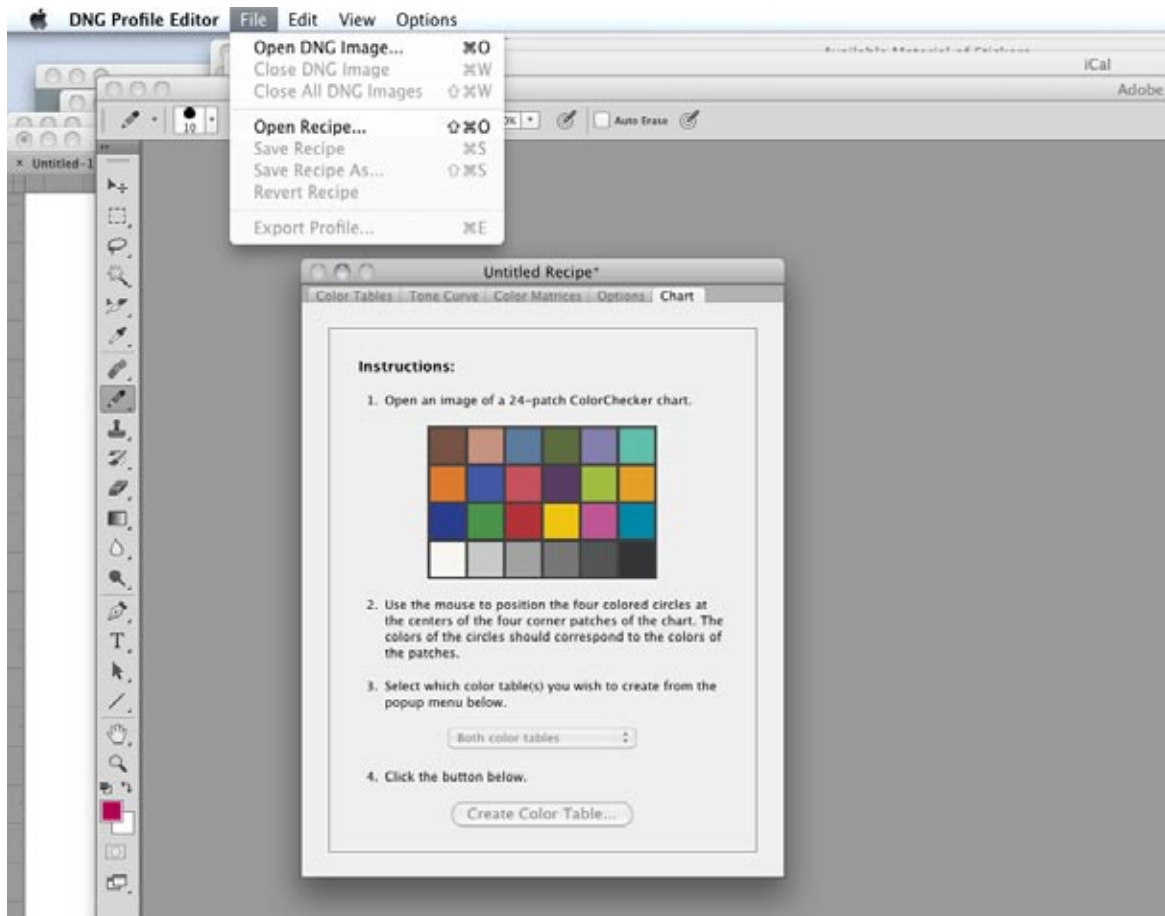 DNG Profile Editor File Edit View Options
Open DNG Image... ⌘O
Close DNG Image ⌘W
Close All DNG Images ⇧⌘W
Open Recipe... ⇧⌘O
Save Recipe ⌘S
Save Recipe As... ⇧⌘S
Revert Recipe
Export Profile... ⌘E
iCal
Adobe
10
Auto Erase
× Untitled-1
T
Untitled Recipe*
Color Tables Tone Curve Color Matrices Options Chart
Instructions:
1. Open an image of a 24-patch ColorChecker chart.
2. Use the mouse to position the four colored circles at
the centers of the four corner patches of the chart. The
colors of the circles should correspond to the colors of
the patches.
3. Select which color table(s) you wish to create from the
popup menu below.
Both color tables
4. Click the button below.
Create Color Table...